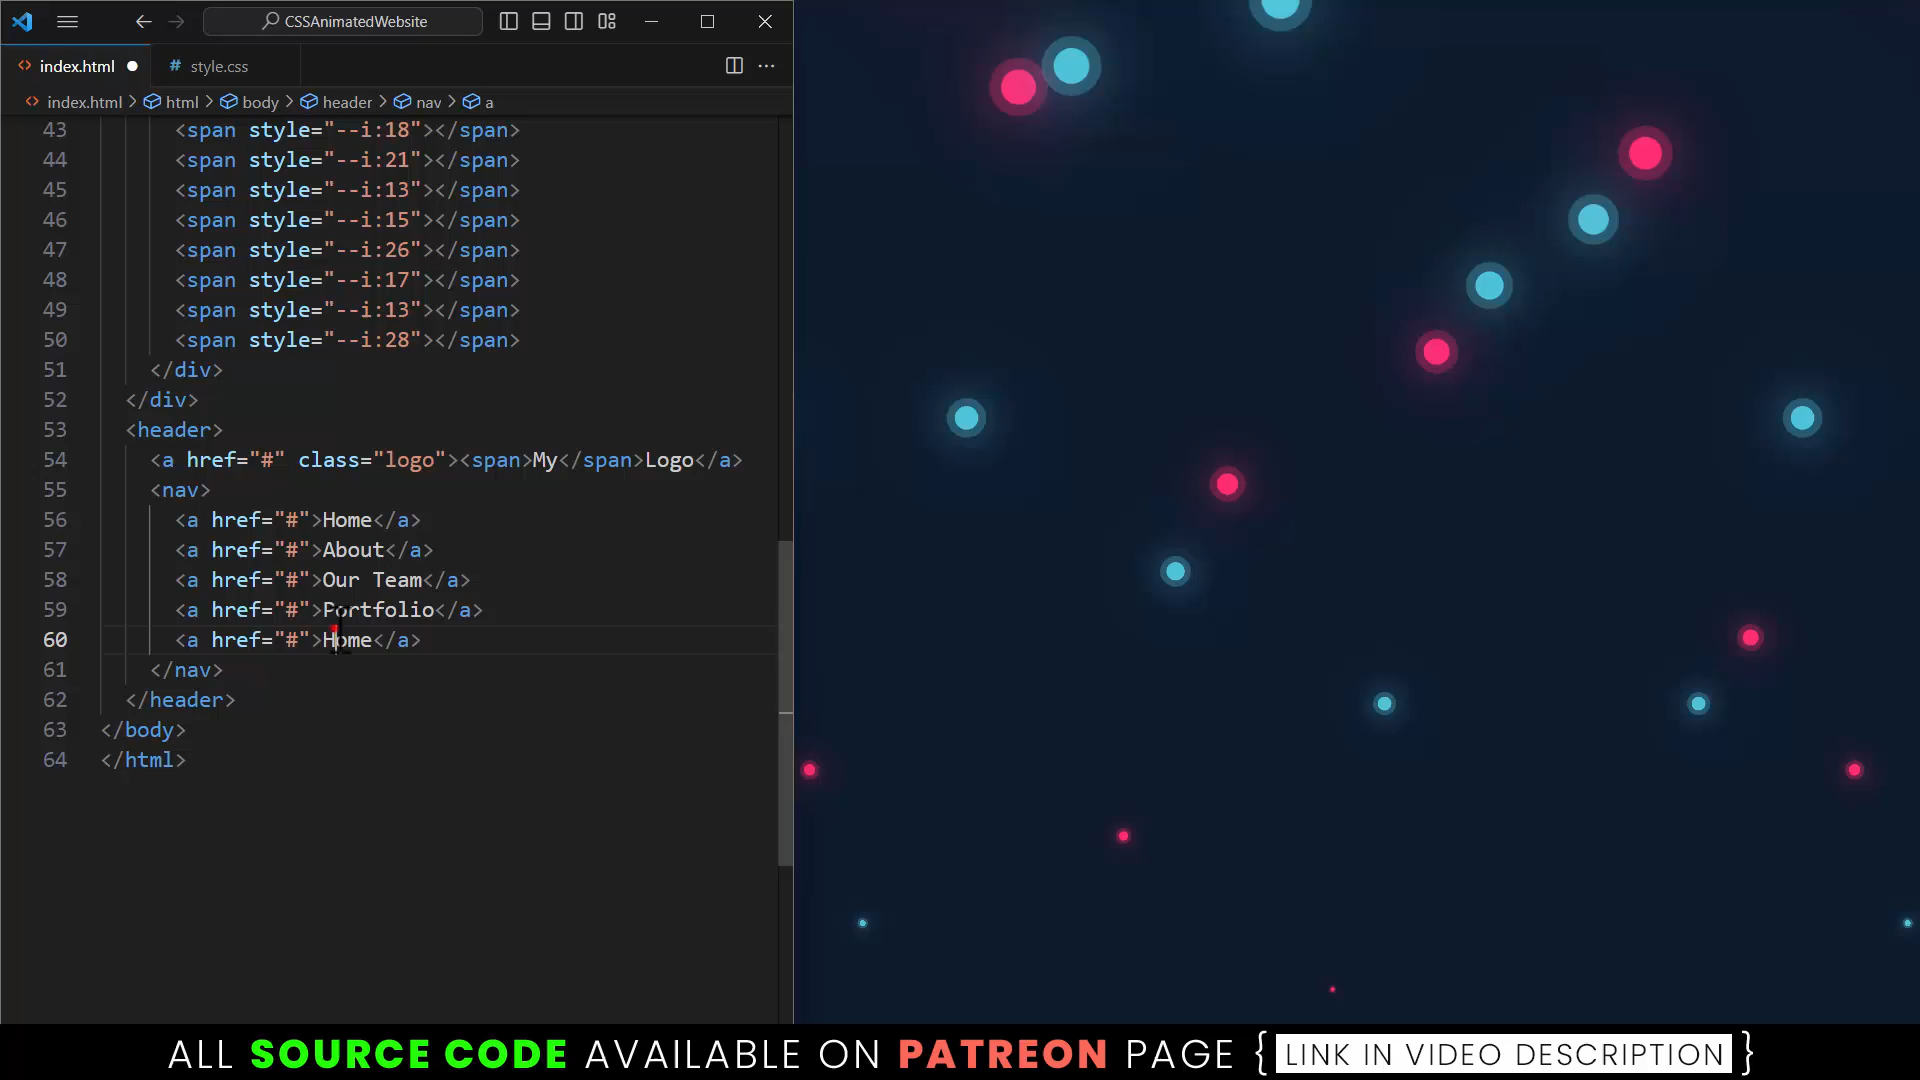 CSSAnimatedWebsite
index.html
# style.css
index.html > html > body > header > nav > a
43 <span style="--i:18"></span>
44 <span style="--i:21"></span>
45 <span style="--i:13"></span>
46 <span style="--i:15"></span>
47 <span style="--i:26"></span>
48 <span style="--i:17"></span>
49 <span style="--i:13"></span>
50 <span style="--i:28"></span>
51 </div>
52 </div>
53 <header>
54 <a href="#" class="logo"><span>My</span>Logo</a>
55 <nav>
56 <a href="#">Home</a>
57 <a href="#">About</a>
58 <a href="#">Our Team</a>
59 <a href="#">Portfolio</a>
60 <a href="#">Home</a>
61 </nav>
62 </header>
63 </body>
64 </html>
ALL SOURCE CODE AVAILABLE ON PATREON PAGE { LINK IN VIDEO DESCRIPTION }